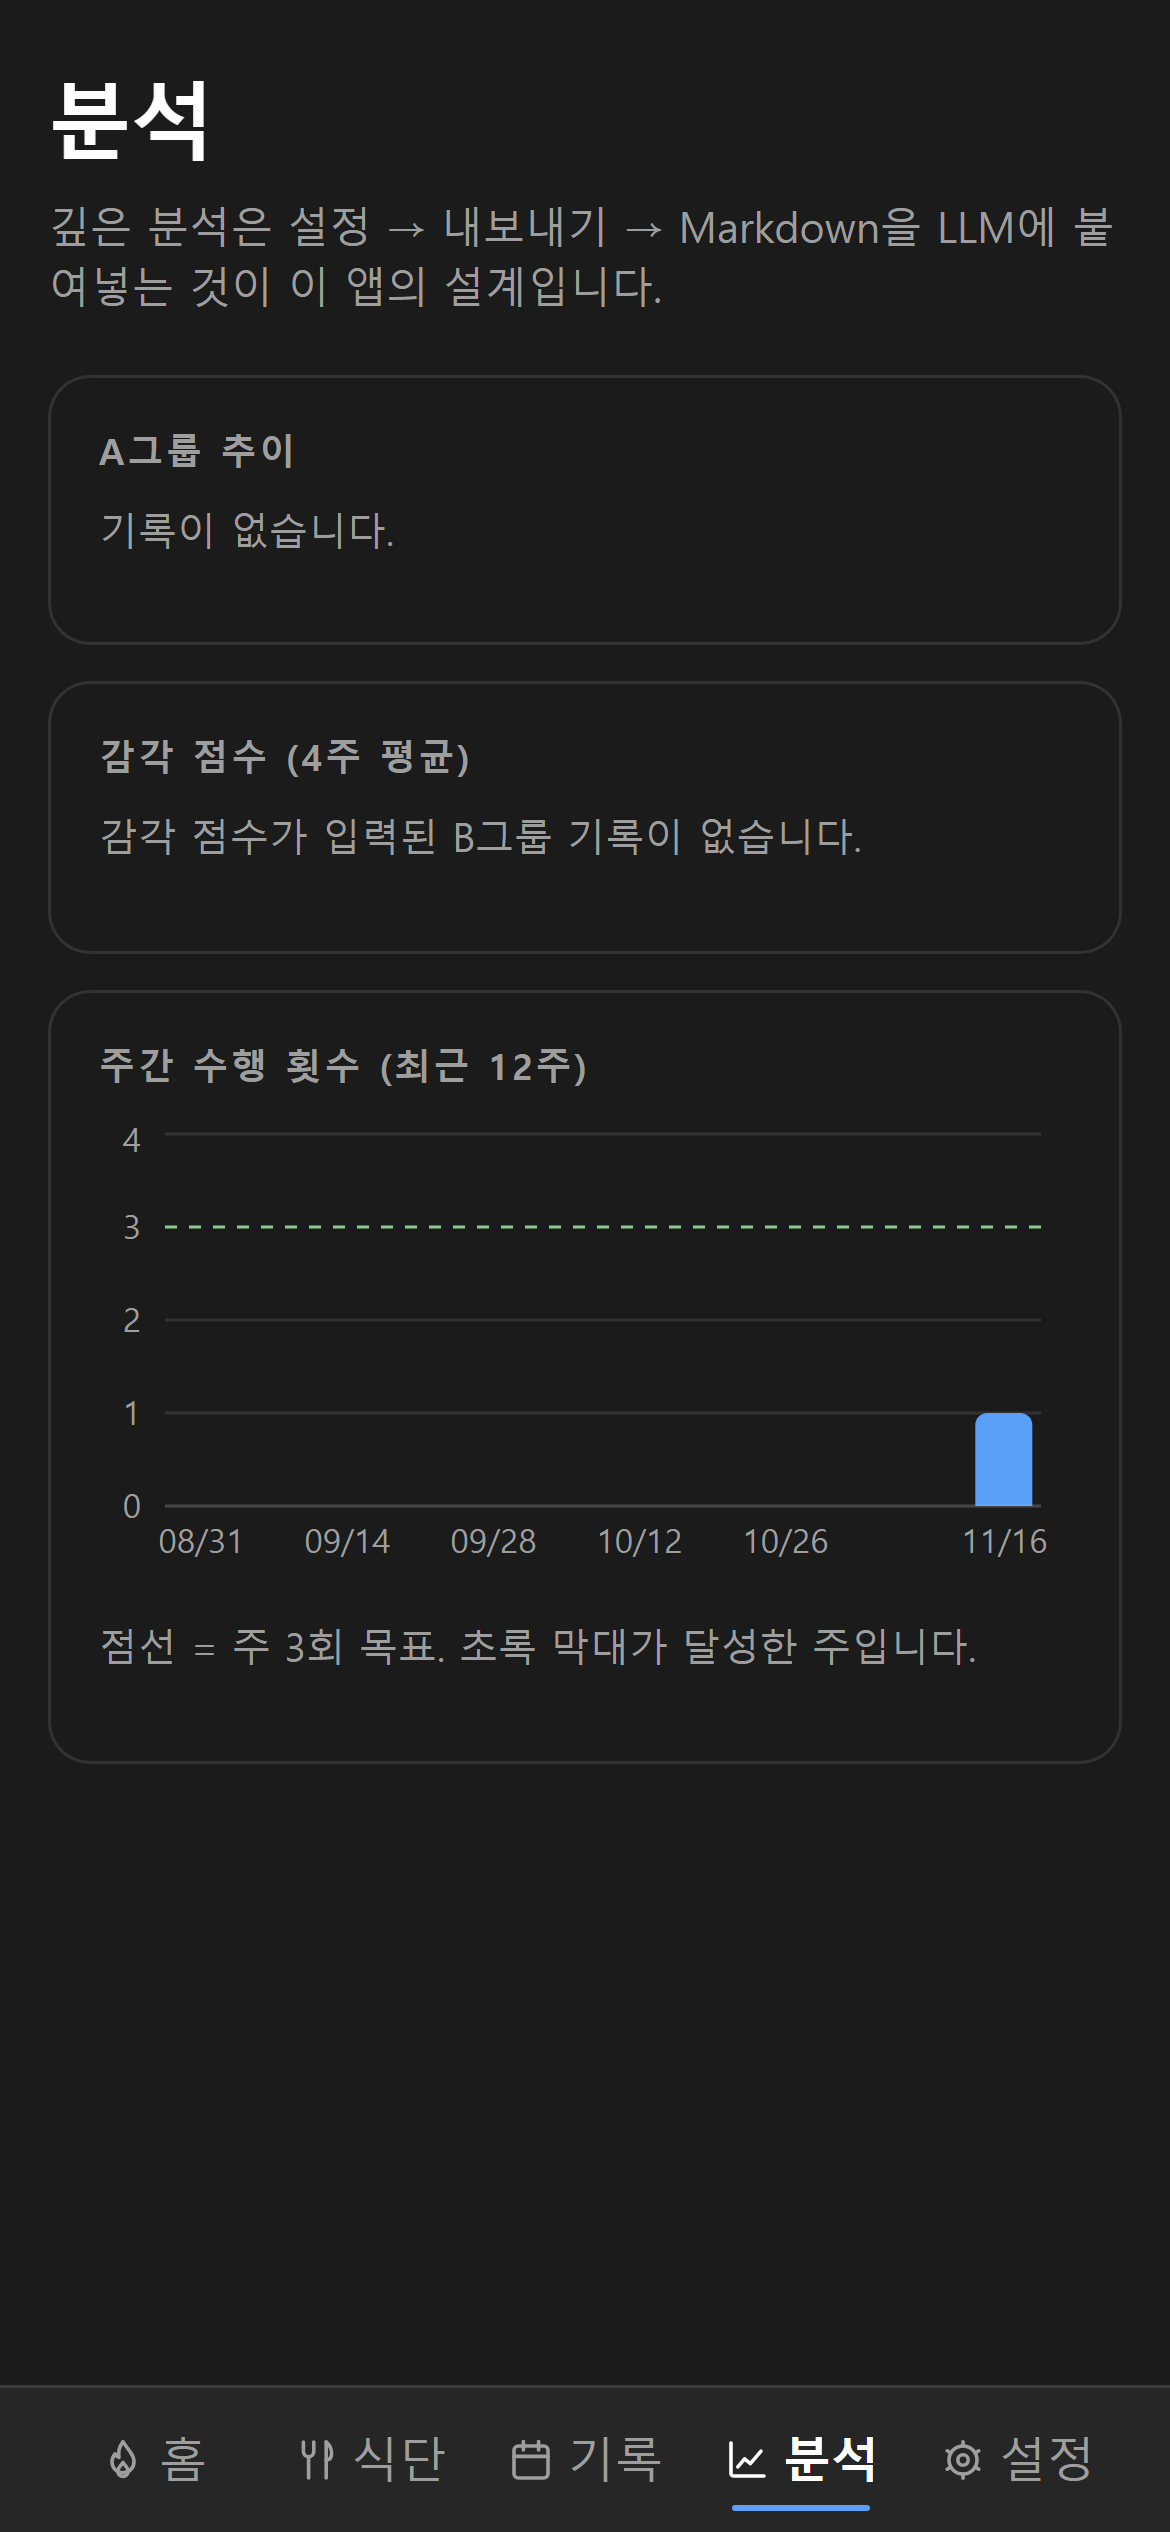 분석
깊은 분석은 설정 → 내보내기 → Markdown을 LLM에 붙
여넣는 것이 이 앱의 설계입니다.
A그룹 추이
기록이 없습니다.
감각 점수 (4주 평균)
감각 점수가 입력된 B그룹 기록이 없습니다.
주간 수행 횟수 (최근 12주)
4
3
2
1
0
08/31 09/14 09/28 10/12 10/26 11/16
점선 = 주 3회 목표. 초록 막대가 달성한 주입니다.
홈 식단 기록 분석 설정